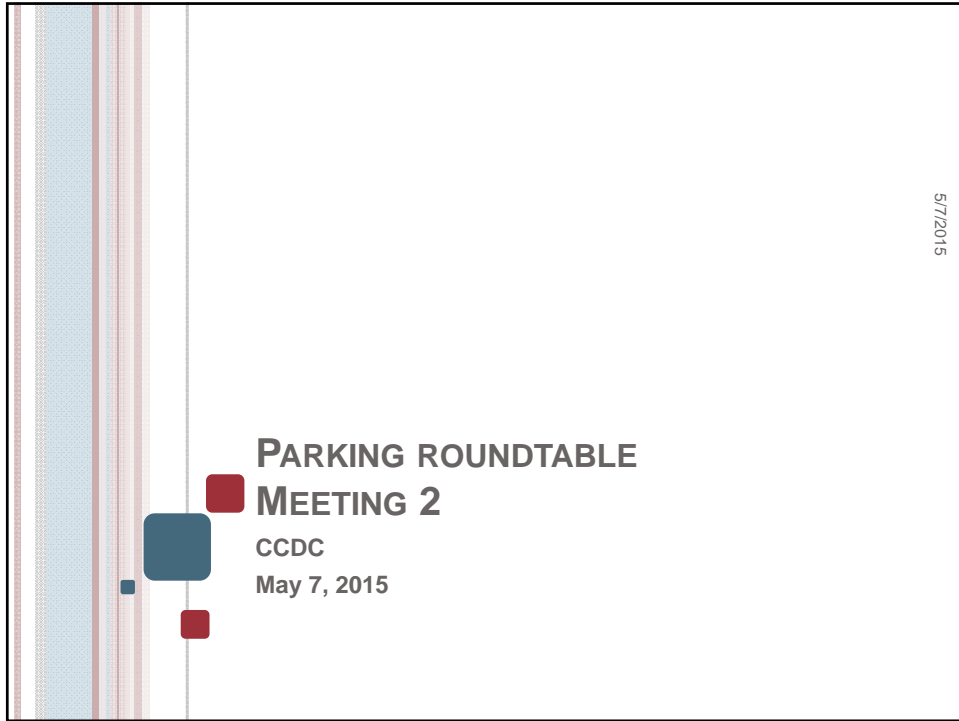 5/7/2015
PARKING ROUNDTABLE
MEETING 2
CCDC
May 7, 2015